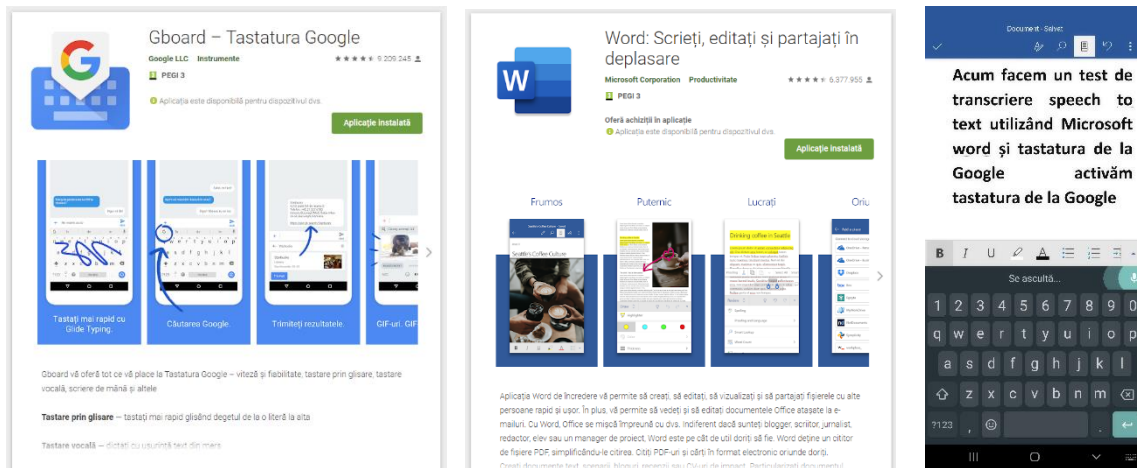 Gboard – Tastatura Google
Google LLC Instrumente
9.209.245
PEGI 3
Aplicația este disponibilă pentru dispozitivul dvs.
Aplicație instalată
Tastați mai rapid cu
Glide Typing.
Căutarea Google.
Trimiteți rezultatele.
GIF-uri. GIF
Gboard vă oferă tot ce vă place la Tastatura Google – viteză și fiabilitate, tastare prin glisare, tastare
vocală, scriere de mână și altele
Tastare prin glisare — tastați mai rapid glisând degetul de la o literă la alta
Tastare vocală — dictați cu ușurință text din mers
Word: Scrieți, editați și partajați în
deplasare
Microsoft Corporation Productivitate
6.377.955
PEGI 3
Oferă achiziții în aplicație
Aplicația este disponibilă pentru dispozitivul dvs.
Aplicație instalată
Frumos
Puternic
Lucrați
Oriu
Seattle's Coffee Culture
Drinking coffee in Seattle
Aplicația Word de încredere vă permite să creați, să editați, să vizualizați și să partajați fișierele cu alte
persoane rapid și ușor. În plus, vă permite să vedeți și să editați documentele Office atașate la e-
mailuri. Cu Word, Office se mișcă împreună cu dvs. Indiferent dacă sunteți blogger, scriitor, jurnalist,
redactor, elev sau un manager de proiect. Word este pe cât de util doriți să fie. Word deține un cititor
de fișiere PDF, simplificându-le citirea. Citiți PDF-uri și cărți în format electronic oriunde doriți.
Document - Salvat
Acum facem un test de
transcriere speech to
text utilizând Microsoft
word și tastatura de la
Google activăm
tastatura de la Google
B I U A
Se ascultă...
1 2 3 4 5 6 7 8 9 0
q w e r t y u i o p
a s d f g h j k l
z x c v b n m
?123 , .